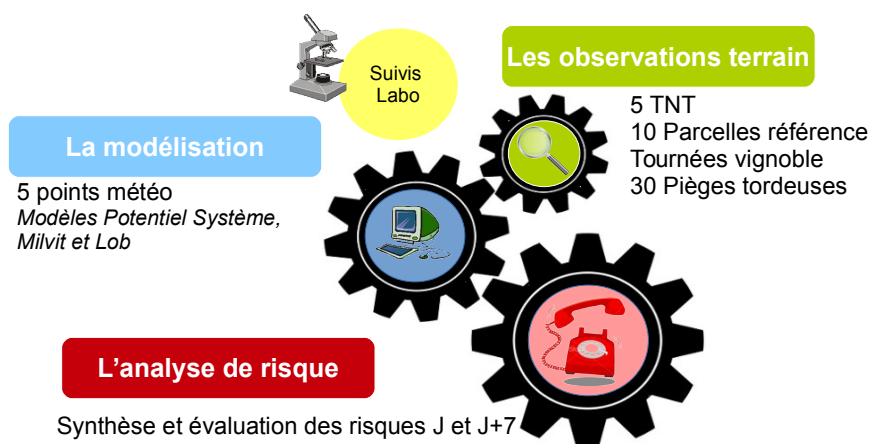 Suivis
Labo
Les observations terrain
5 TNT
10 Parcelles référence
Tournées vignoble
30 Pièges tordeuses
La modélisation
5 points météo
Modèles Potentiel Système,
Milvit et Lob
L'analyse de risque
Synthèse et évaluation des risques J et J+7